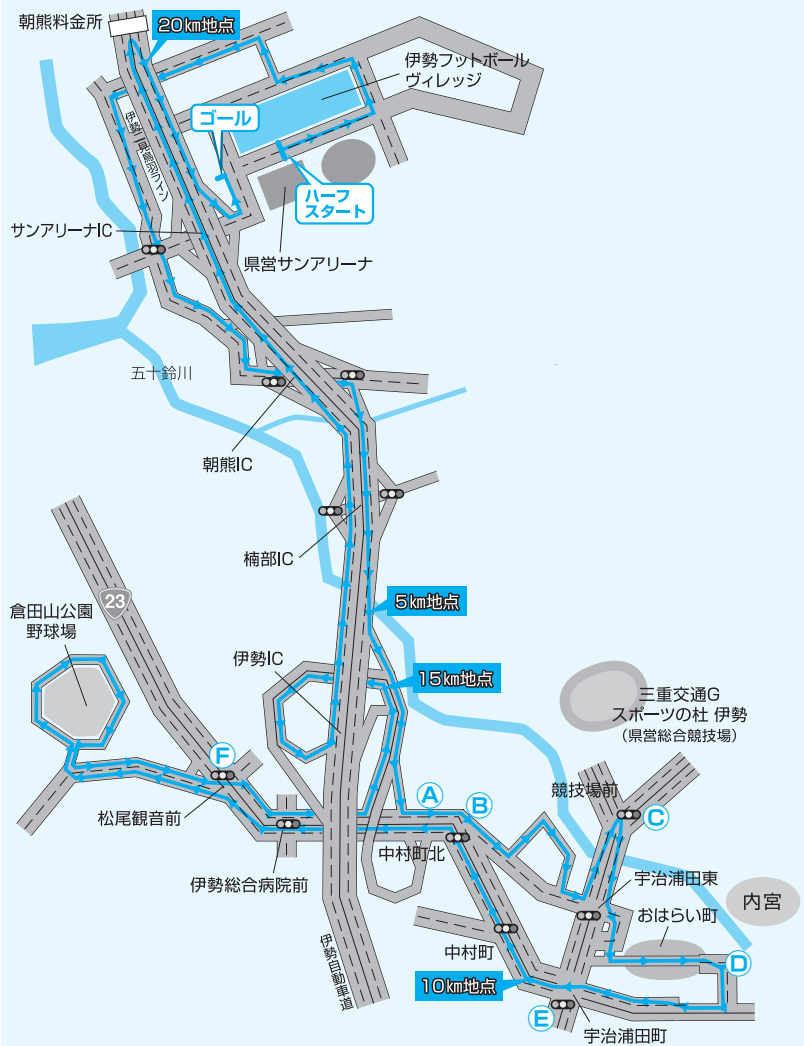 朝熊料金所
20km地点
伊勢フットボール
ヴィレッジ
ゴール
伊勢二見鳥羽ライン
ハーフ
スタート
サンアリーナIC
県営サンアリーナ
五十鈴川
朝熊IC
楠部IC
23
5km地点
倉田山公園
野球場
伊勢IC
15km地点
三重交通G
スポーツの杜 伊勢
(県営総合競技場)
F
A
B
競技場前
C
松尾観音前
中村町北
伊勢総合病院前
宇治浦田東
内宮
おはらい町
伊勢自動車道
中村町
D
10km地点
E
宇治浦田町